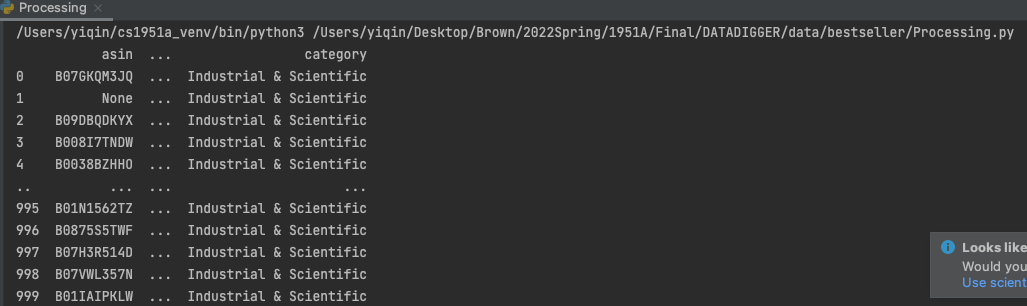 Processing
/Users/yiqin/cs1951a_venv/bin/python3 /Users/yiqin/Desktop/Brown/2022Spring/1951A/Final/DATADIGGER/data/bestseller/Processing.py
asin ... category
0 B07GKQM3JQ ... Industrial & Scientific
1 None ... Industrial & Scientific
2 B09DBQDKYX ... Industrial & Scientific
3 B008I7TNDW ... Industrial & Scientific
4 B0038BZHHO ... Industrial & Scientific
.. ... ... ...
995 B01N1562TZ ... Industrial & Scientific
996 B0875S5TWF ... Industrial & Scientific
997 B07H3R514D ... Industrial & Scientific
998 B07VWL357N ... Industrial & Scientific
999 B01IAIPKLW ... Industrial & Scientific
Looks like
Would you
Use scient